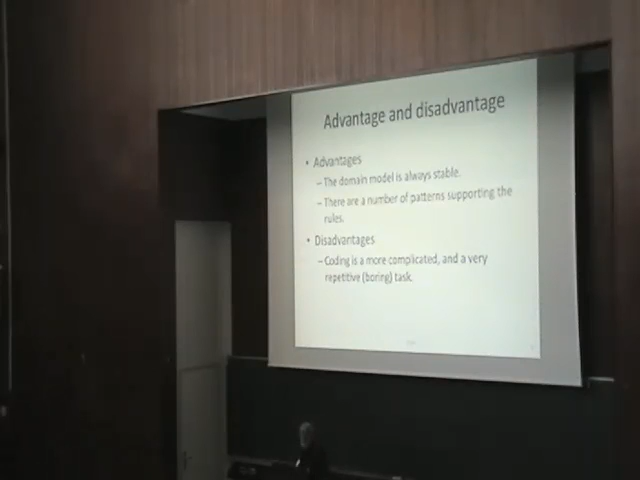 Advantage and disadvantage
• Advantages
– The domain model is always stable.
– There are a number of patterns supporting the
rules.
• Disadvantages
– Coding is a more complicated, and a very
repetitive (boring) task.